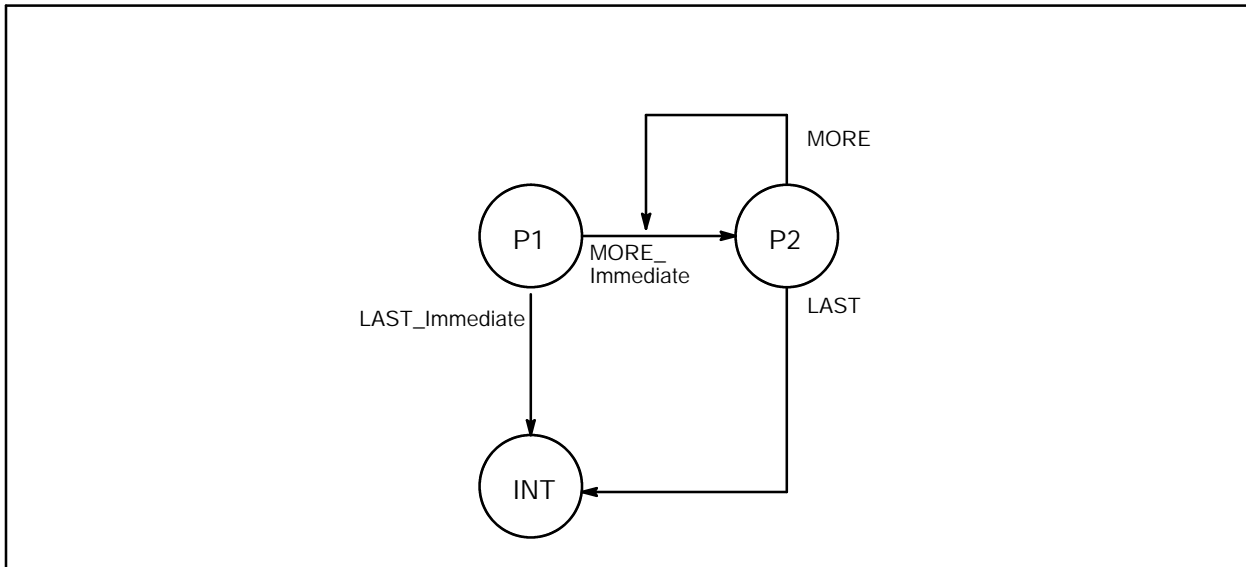 MORE
P1
P2
MORE_
Immediate
LAST
LAST_Immediate
INT